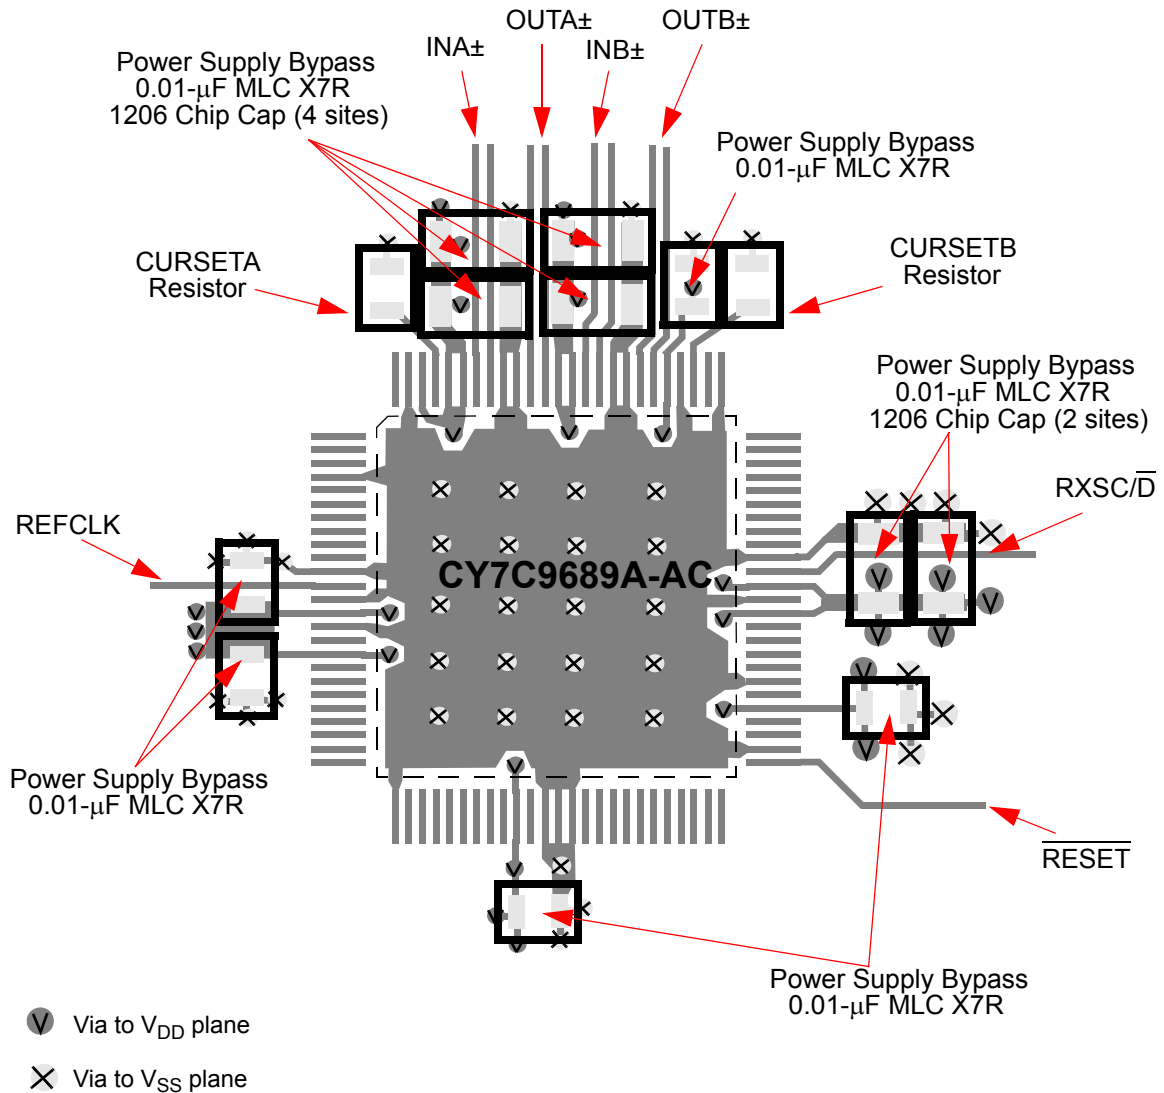 OUTA±
OUTB±
INA±
INB±
Power Supply Bypass
0.01-μF MLC X7R
1206 Chip Cap (4 sites)
Power Supply Bypass
0.01-μF MLC X7R
CURSETA
Resistor
CURSETB
Resistor
Power Supply Bypass
0.01-μF MLC X7R
1206 Chip Cap (2 sites)
RXSC/D̅
REFCLK
CY7C9689A-AC
Power Supply Bypass
0.01-μF MLC X7R
R̅E̅S̅E̅T̅
Power Supply Bypass
0.01-μF MLC X7R
V Via to VDD plane
X Via to VSS plane